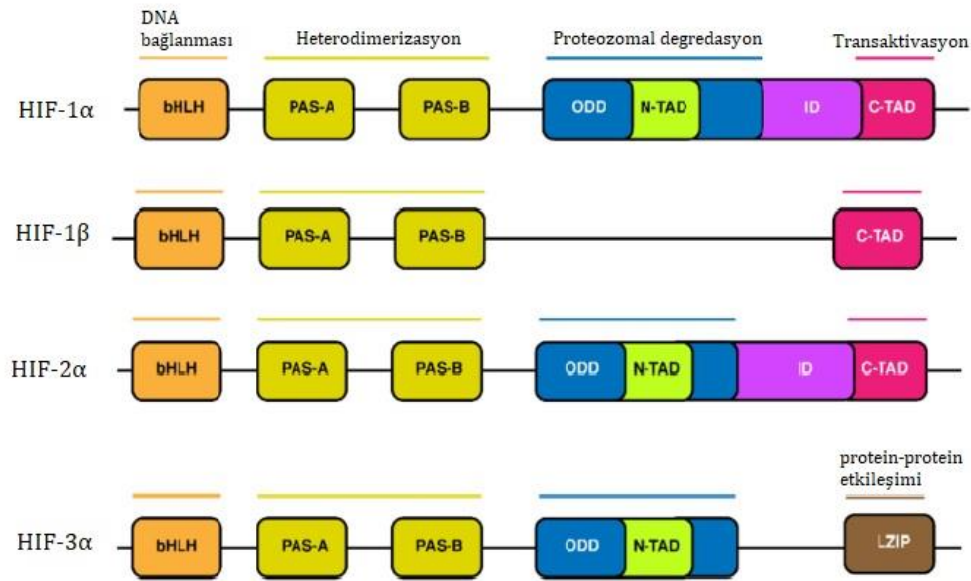 DNA
bağlanması
Heterodimerizasyon
Proteozomal degredasyon
Transaktivasyon
HIF-1α
bHLH
PAS-A
PAS-B
ODD
N-TAD
ID
C-TAD
HIF-1β
bHLH
PAS-A
PAS-B
C-TAD
HIF-2α
bHLH
PAS-A
PAS-B
ODD
N-TAD
ID
C-TAD
protein-protein
etkileşimi
HIF-3α
bHLH
PAS-A
PAS-B
ODD
N-TAD
LZIP